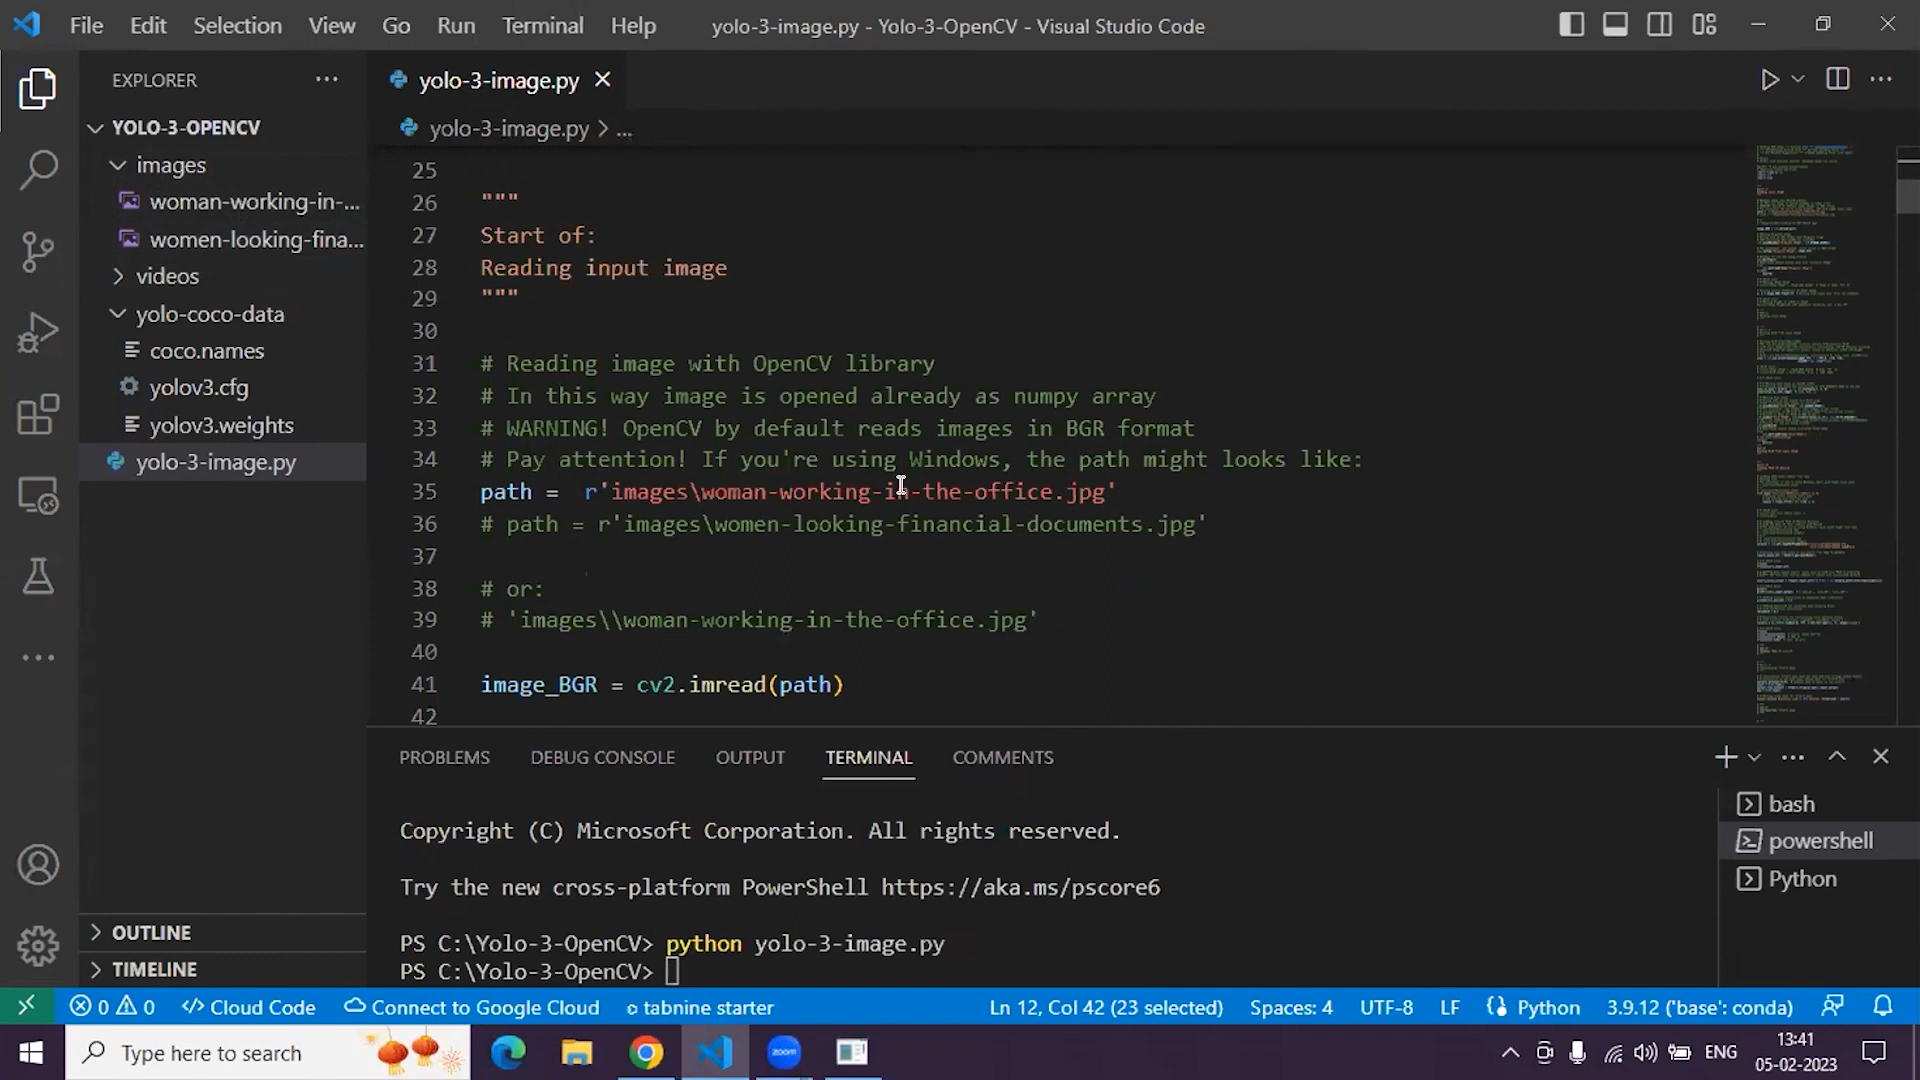 File Edit Selection View Go Run Terminal Help yolo-3-image.py - Yolo-3-OpenCV - Visual Studio Code
EXPLORER
YOLO-3-OPENCV
images
woman-working-in-...
women-looking-fina...
videos
yolo-coco-data
coco.names
yolov3.cfg
yolov3.weights
yolo-3-image.py
OUTLINE
TIMELINE
yolo-3-image.py
yolo-3-image.py > ...
25
26 """
27 Start of:
28 Reading input image
29 """
30
31 # Reading image with OpenCV library
32 # In this way image is opened already as numpy array
33 # WARNING! OpenCV by default reads images in BGR format
34 # Pay attention! If you're using Windows, the path might looks like:
35 path =  r'images\woman-working-in-the-office.jpg'
36 # path = r'images\women-looking-financial-documents.jpg'
37
38 # or:
39 # 'images\\woman-working-in-the-office.jpg'
40
41 image_BGR = cv2.imread(path)
42
PROBLEMS DEBUG CONSOLE OUTPUT TERMINAL COMMENTS
Copyright (C) Microsoft Corporation. All rights reserved.
Try the new cross-platform PowerShell https://aka.ms/pscore6
PS C:\Yolo-3-OpenCV> python yolo-3-image.py
PS C:\Yolo-3-OpenCV>
bash
powershell
Python
0 0 Cloud Code Connect to Google Cloud tabnine starter Ln 12, Col 42 (23 selected) Spaces: 4 UTF-8 LF Python 3.9.12 ('base': conda)
Type here to search
zoom
ENG
13:41
05-02-2023